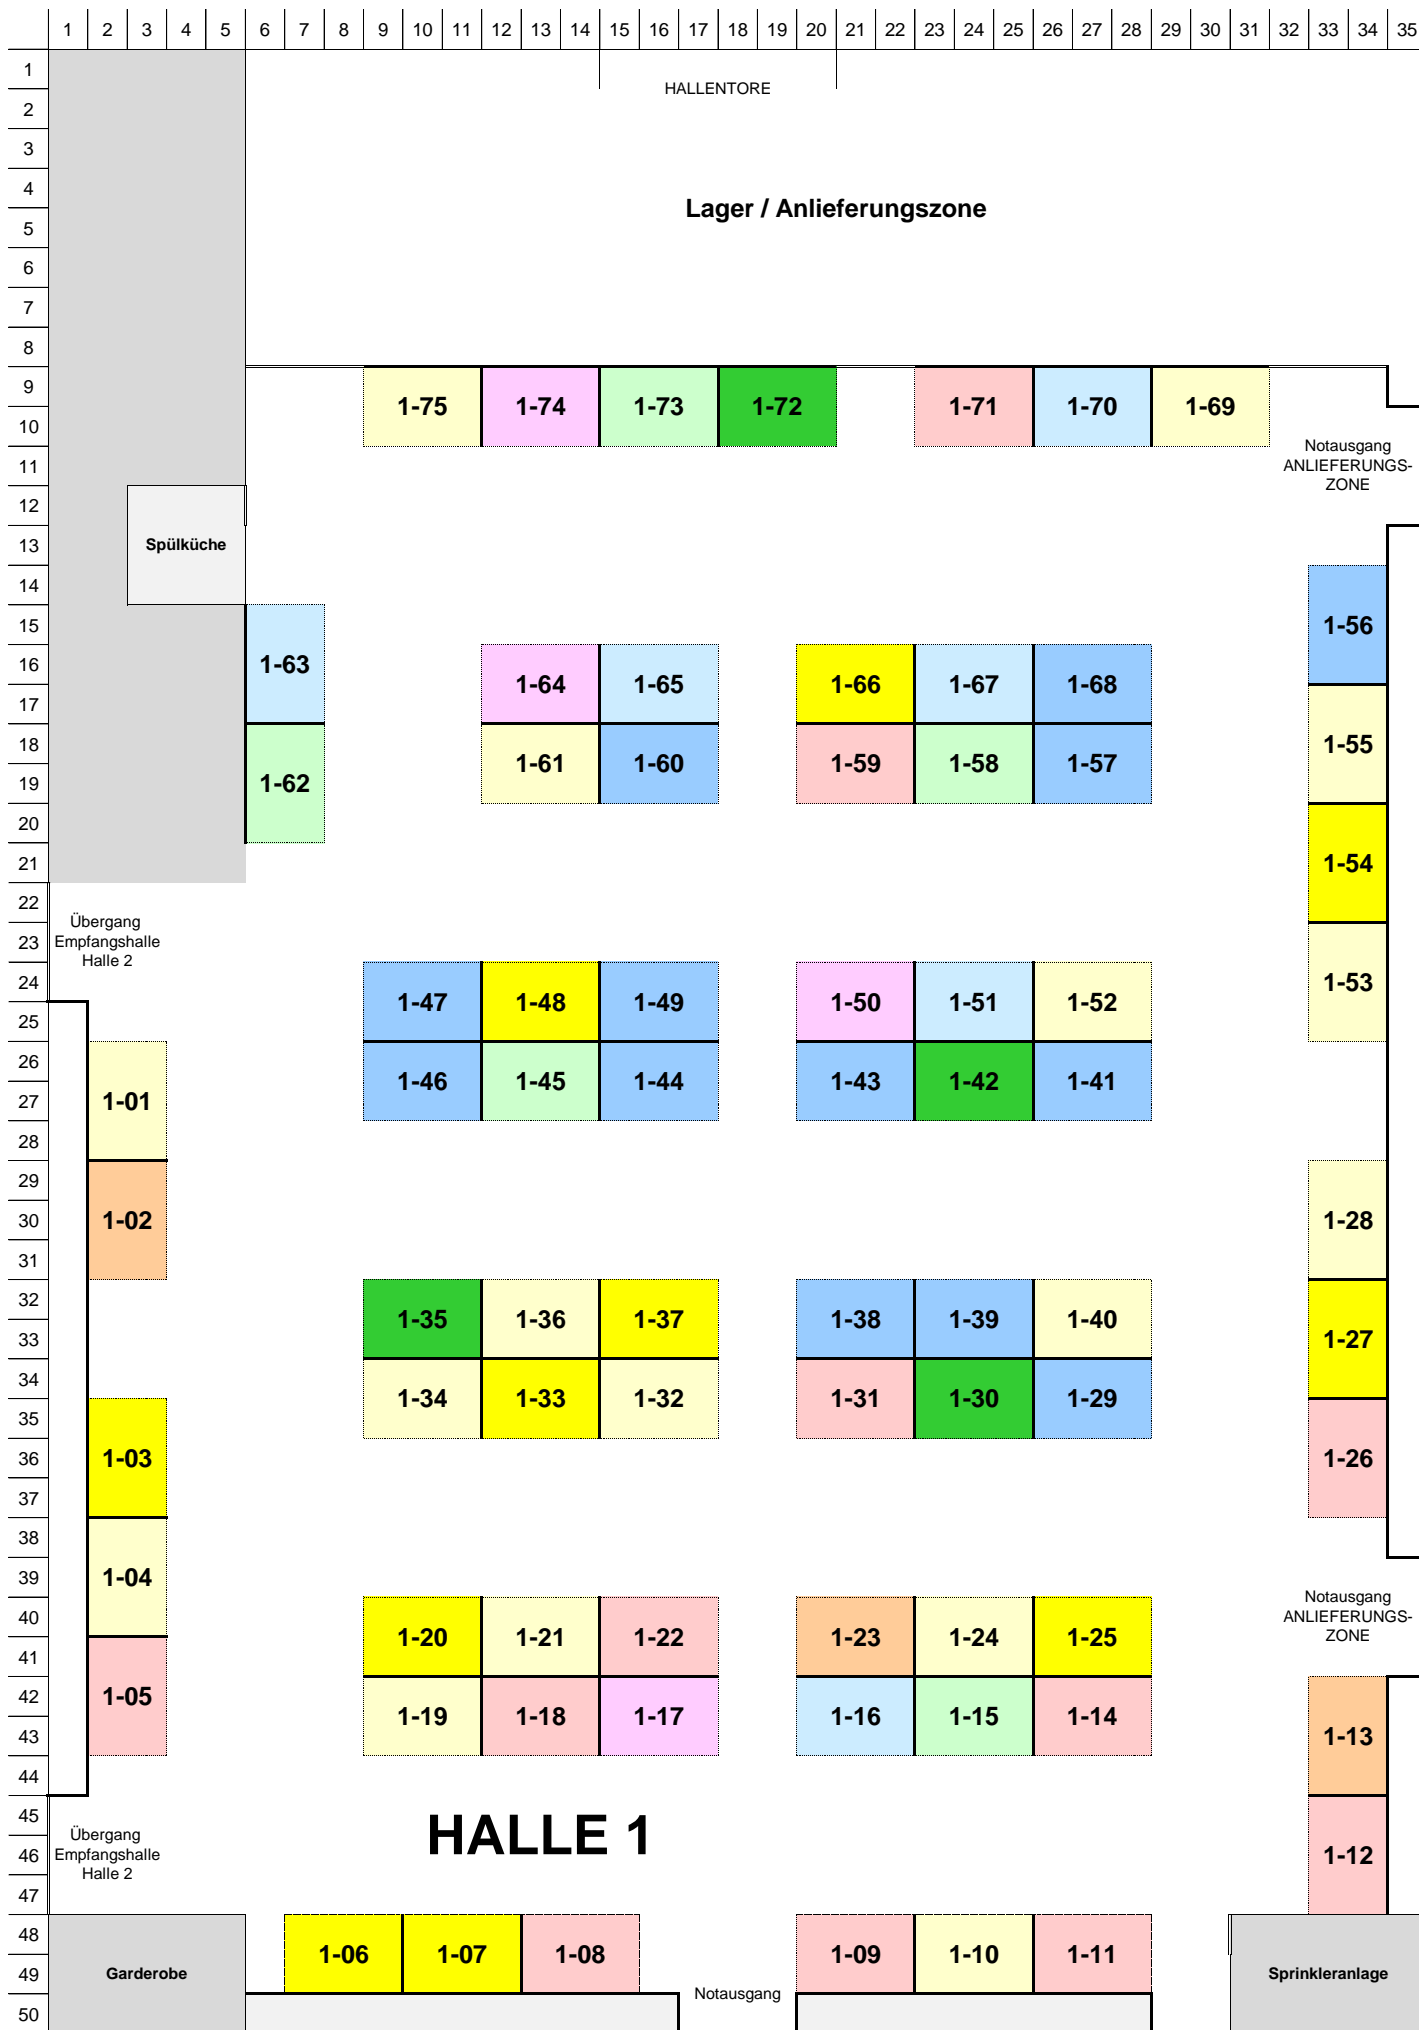 1 2 3 4 5 6 7 8 9 10 11 12 13 14 15 16 17 18 19 20 21 22 23 24 25 26 27 28 29 30 31 32 33 34 35
1
HALLENTORE
2
3
4
Lager / Anlieferungszone
5
6
7
8
9
1-75 1-74 1-73 1-72 1-71 1-70 1-69
10
Notausgang
11
ANLIEFERUNGS-
ZONE
12
13
Spülküche
14
15
1-56
16
1-63
1-64 1-65 1-66 1-67 1-68
17
18
1-55
1-61 1-60 1-59 1-58 1-57
19
1-62
20
21
1-54
22
Übergang
23
Empfangshalle
Halle 2
24
1-53
1-47 1-48 1-49 1-50 1-51 1-52
25
26
1-46 1-45 1-44 1-43 1-42 1-41
27
1-01
28
29
30
1-02
1-28
31
32
1-35 1-36 1-37 1-38 1-39 1-40
33
1-27
34
1-34 1-33 1-32 1-31 1-30 1-29
35
36
1-03
1-26
37
38
39
1-04
Notausgang
40
ANLIEFERUNGS-
ZONE
1-20 1-21 1-22 1-23 1-24 1-25
41
42
1-05
1-19 1-18 1-17 1-16 1-15 1-14
43
1-13
44
45
Übergang
HALLE 1
46
Empfangshalle
1-12
Halle 2
47
48
1-06 1-07 1-08 1-09 1-10 1-11
49
Garderobe
Sprinkleranlage
Notausgang
50